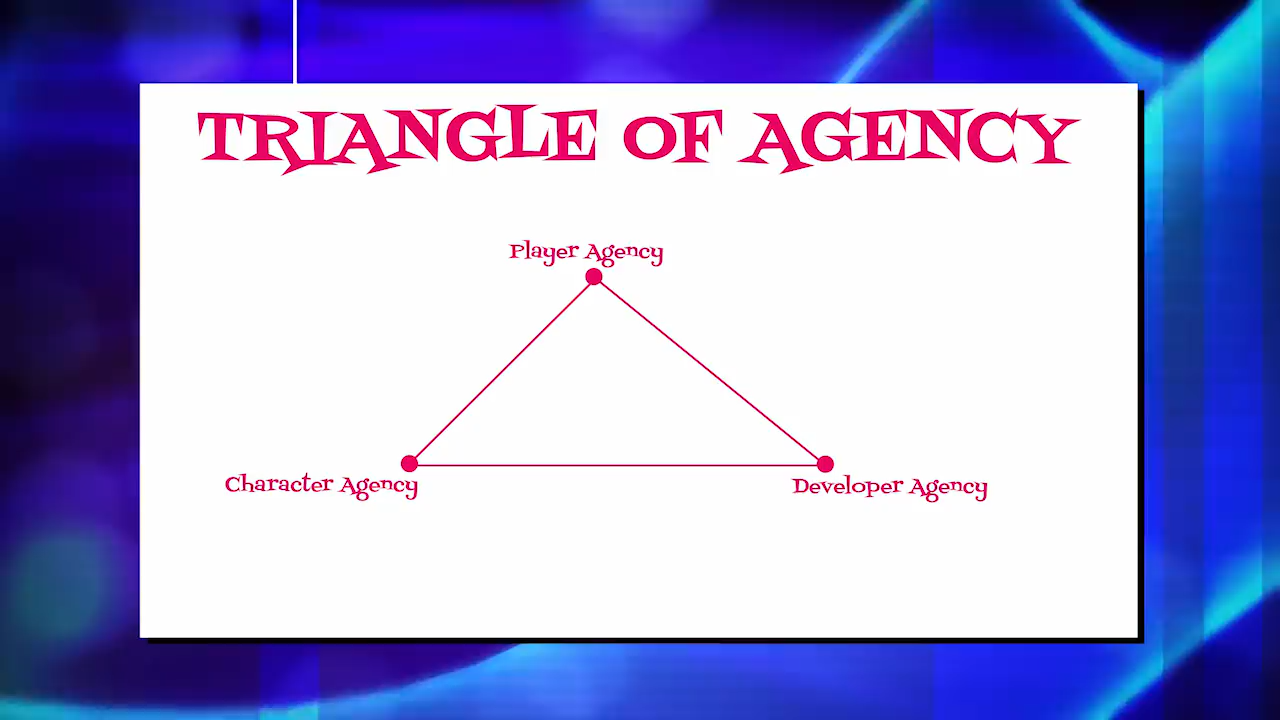 TRIANGLE OF AGENCY
Player Agency
Character Agency
Developer Agency